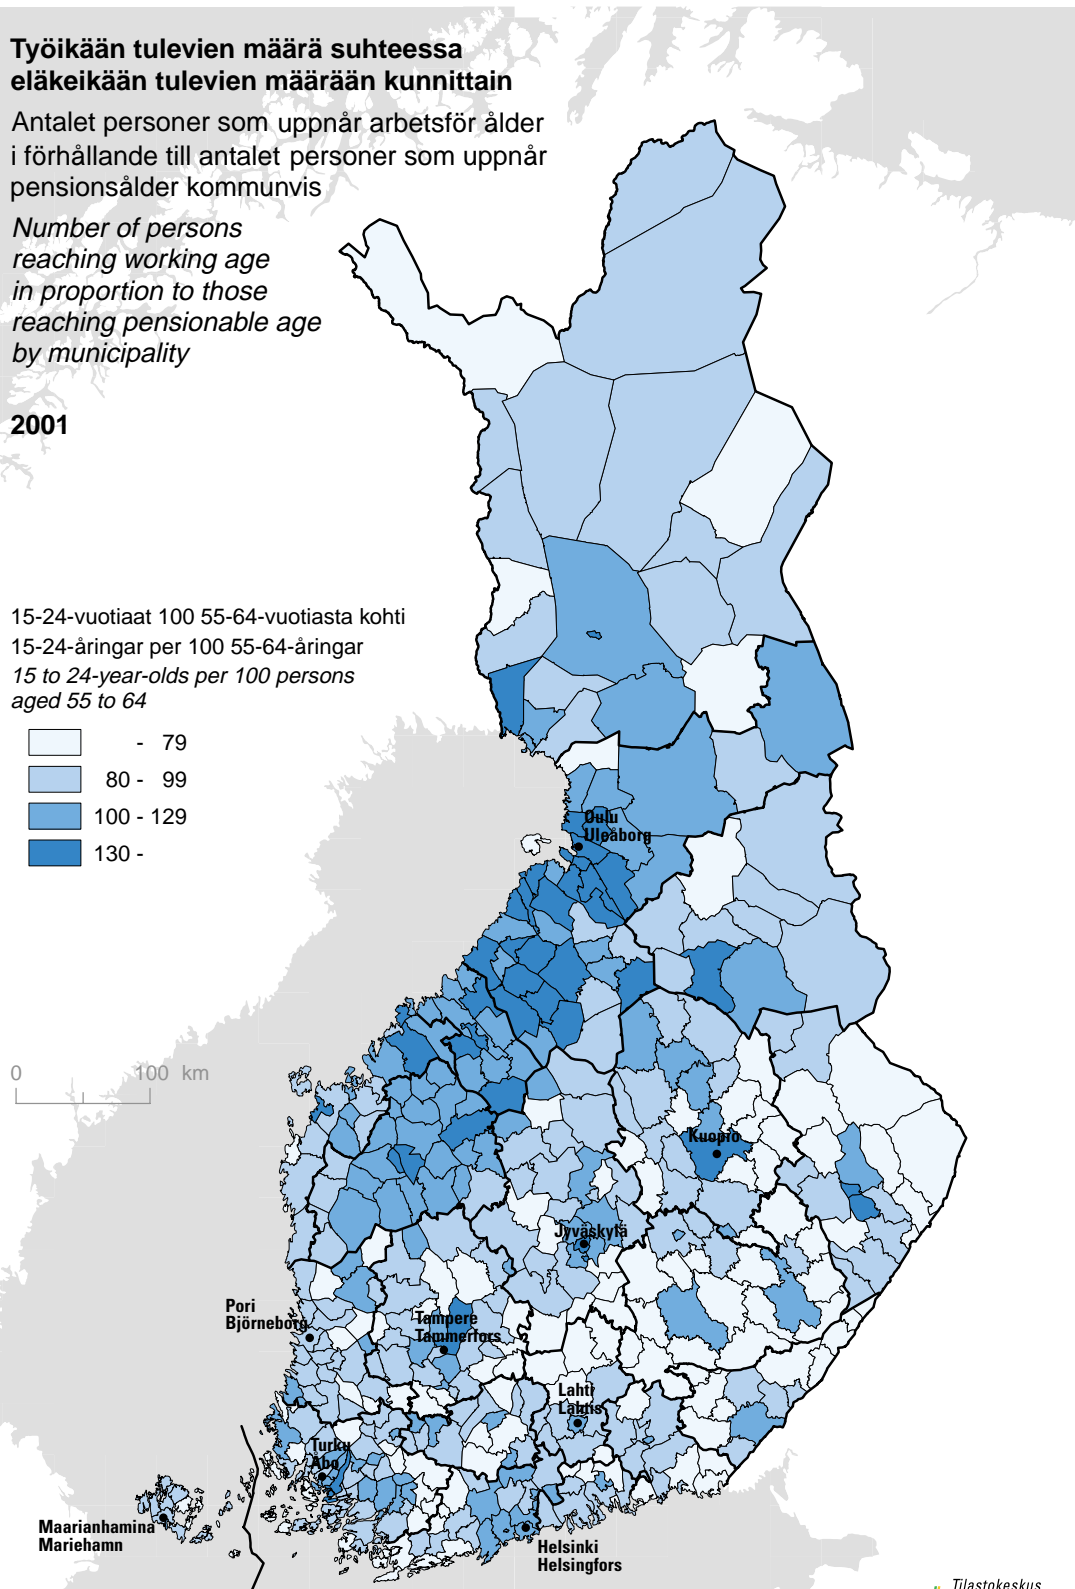 Työikään tulevien määrä suhteessa
eläkeikään tulevien määrään kunnittain
Antalet personer som uppnår arbetsför ålder
i förhållande till antalet personer som uppnår
pensionsålder kommunvis
Number of persons
reaching working age
in proportion to those
reaching pensionable age
by municipality
2001
15-24-vuotiaat 100 55-64-vuotiasta kohti
15-24-åringar per 100 55-64-åringar
15 to 24-year-olds per 100 persons
aged 55 to 64
- 79
80 - 99
100 - 129
130 -
0 100 km
Oulu
Uleåborg
Kuopio
Jyväskylä
Pori
Björneborg
Tampere
Tammerfors
Lahti
Lahtis
Turku
Åbo
Maarianhamina
Mariehamn
Helsinki
Helsingfors
Tilastokeskus